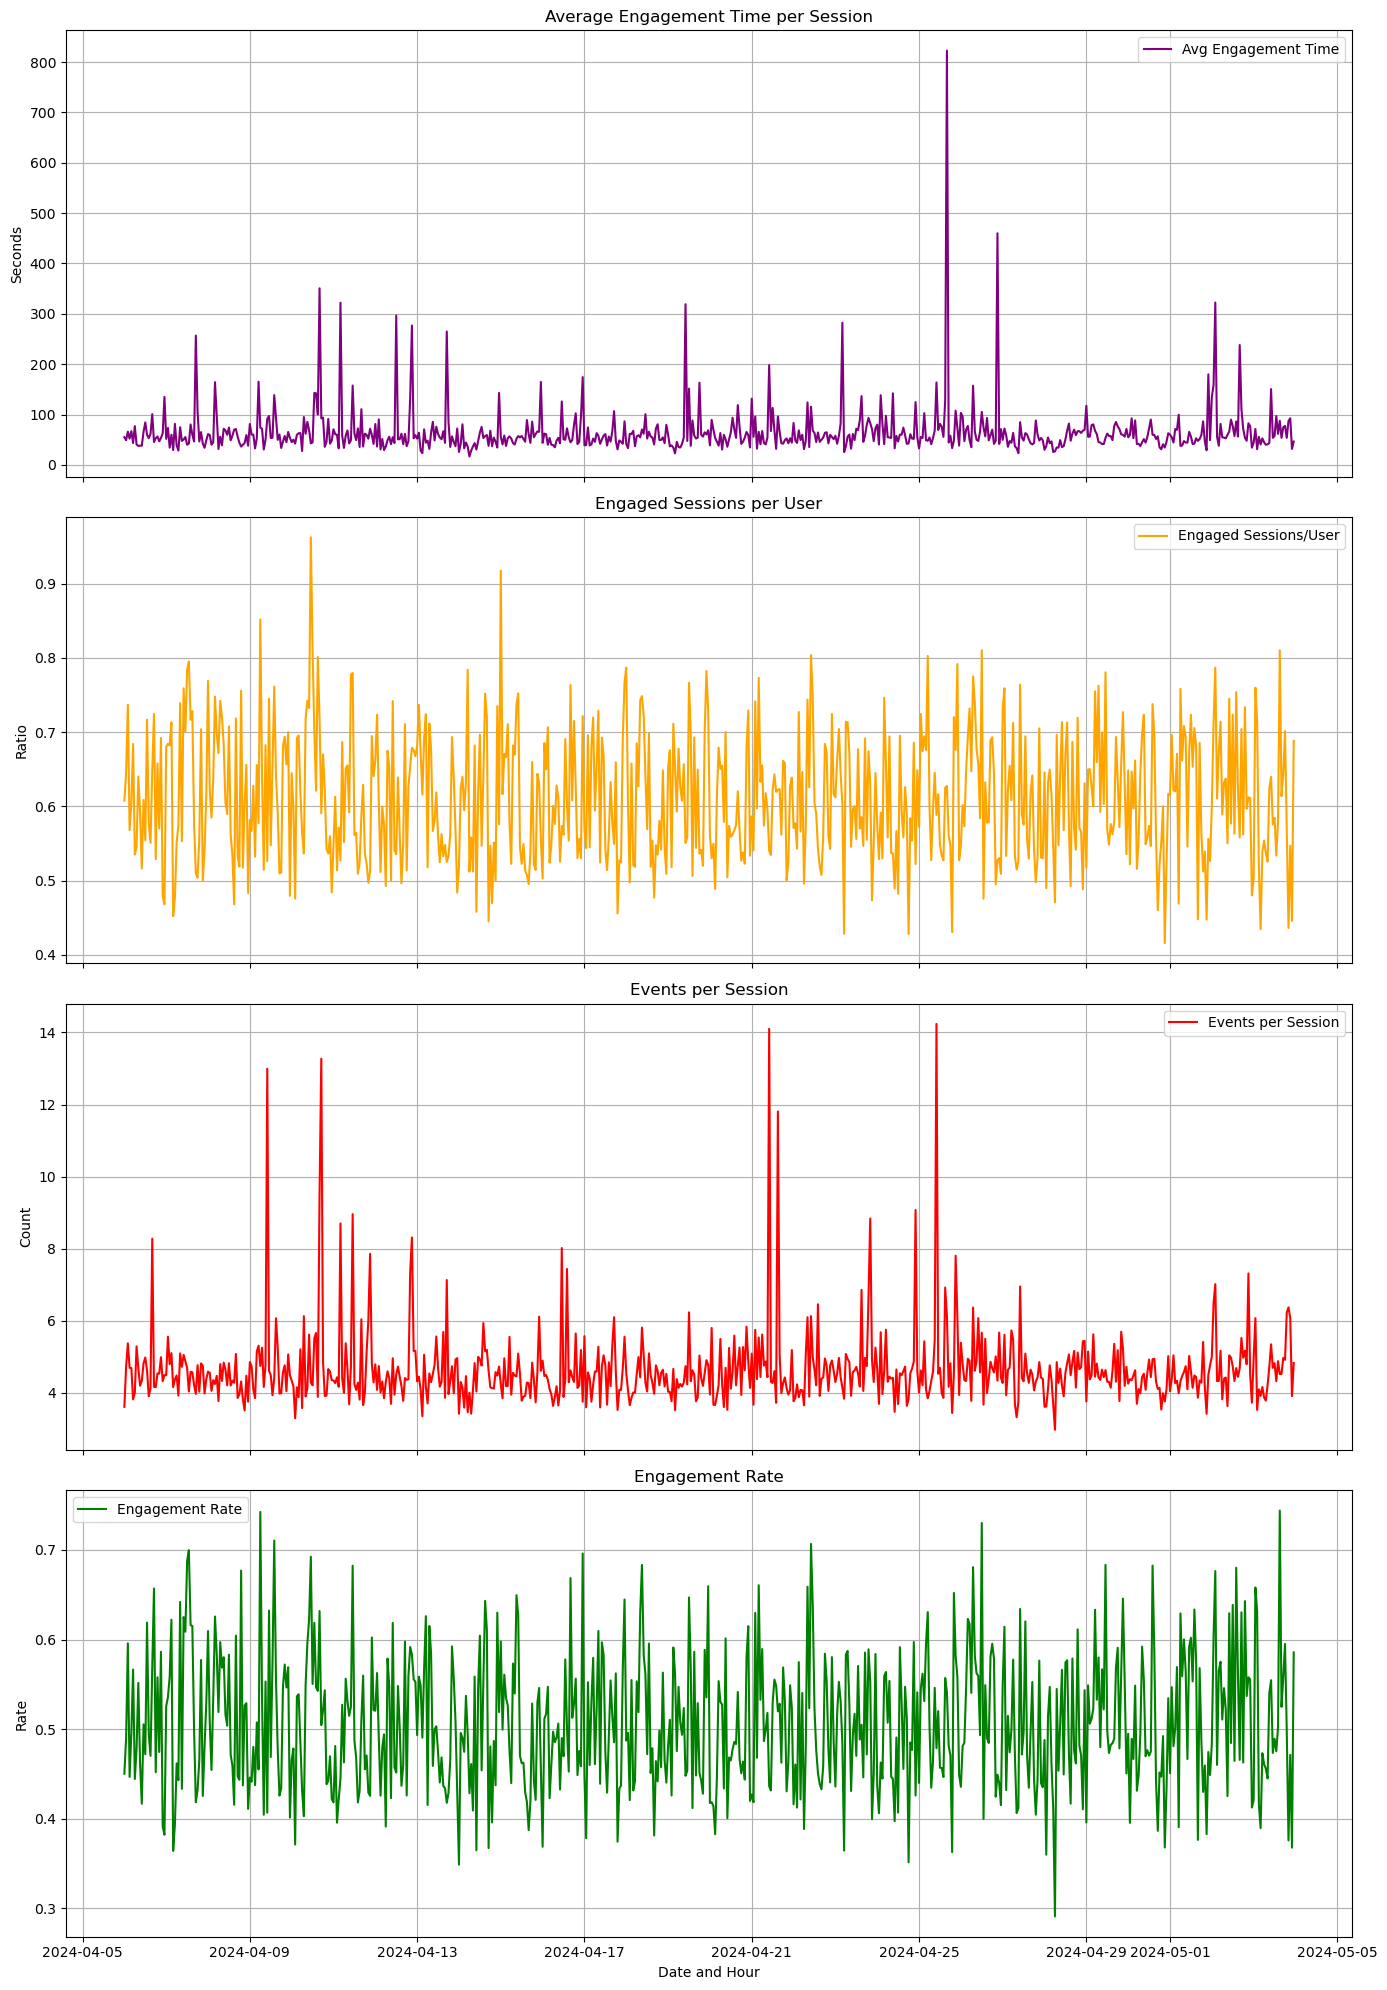 Average Engagement Time per Session
Avg Engagement Time
800
700
600
500
400
300
200
100
0
Seconds
Engaged Sessions per User
Engaged Sessions/User
0.9
0.8
0.7
0.6
0.5
0.4
Ratio
Events per Session
Events per Session
14
12
10
8
6
4
Count
Engagement Rate
Engagement Rate
0.7
0.6
0.5
0.4
0.3
Rate
2024-04-05 2024-04-09 2024-04-13 2024-04-17 2024-04-21 2024-04-25 2024-04-29 2024-05-01 2024-05-05
Date and Hour